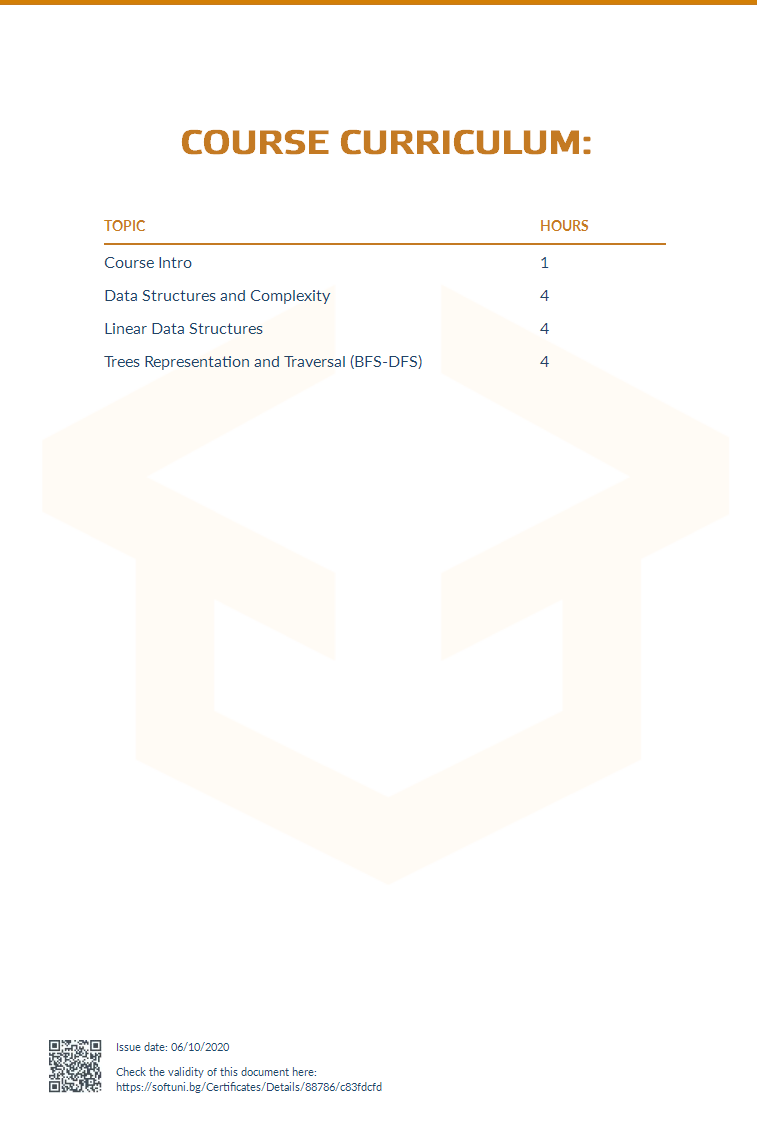 COURSE CURRICULUM:
TOPIC HOURS
Course Intro 1
Data Structures and Complexity 4
Linear Data Structures 4
Trees Representation and Traversal (BFS-DFS) 4
Issue date: 06/10/2020
Check the validity of this document here:
https://softuni.bg/Certificates/Details/88786/c83fdcfd